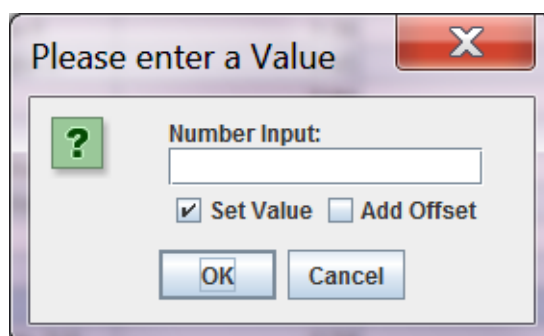 Please enter a Value
Number Input:
Set Value Add Offset
OK Cancel